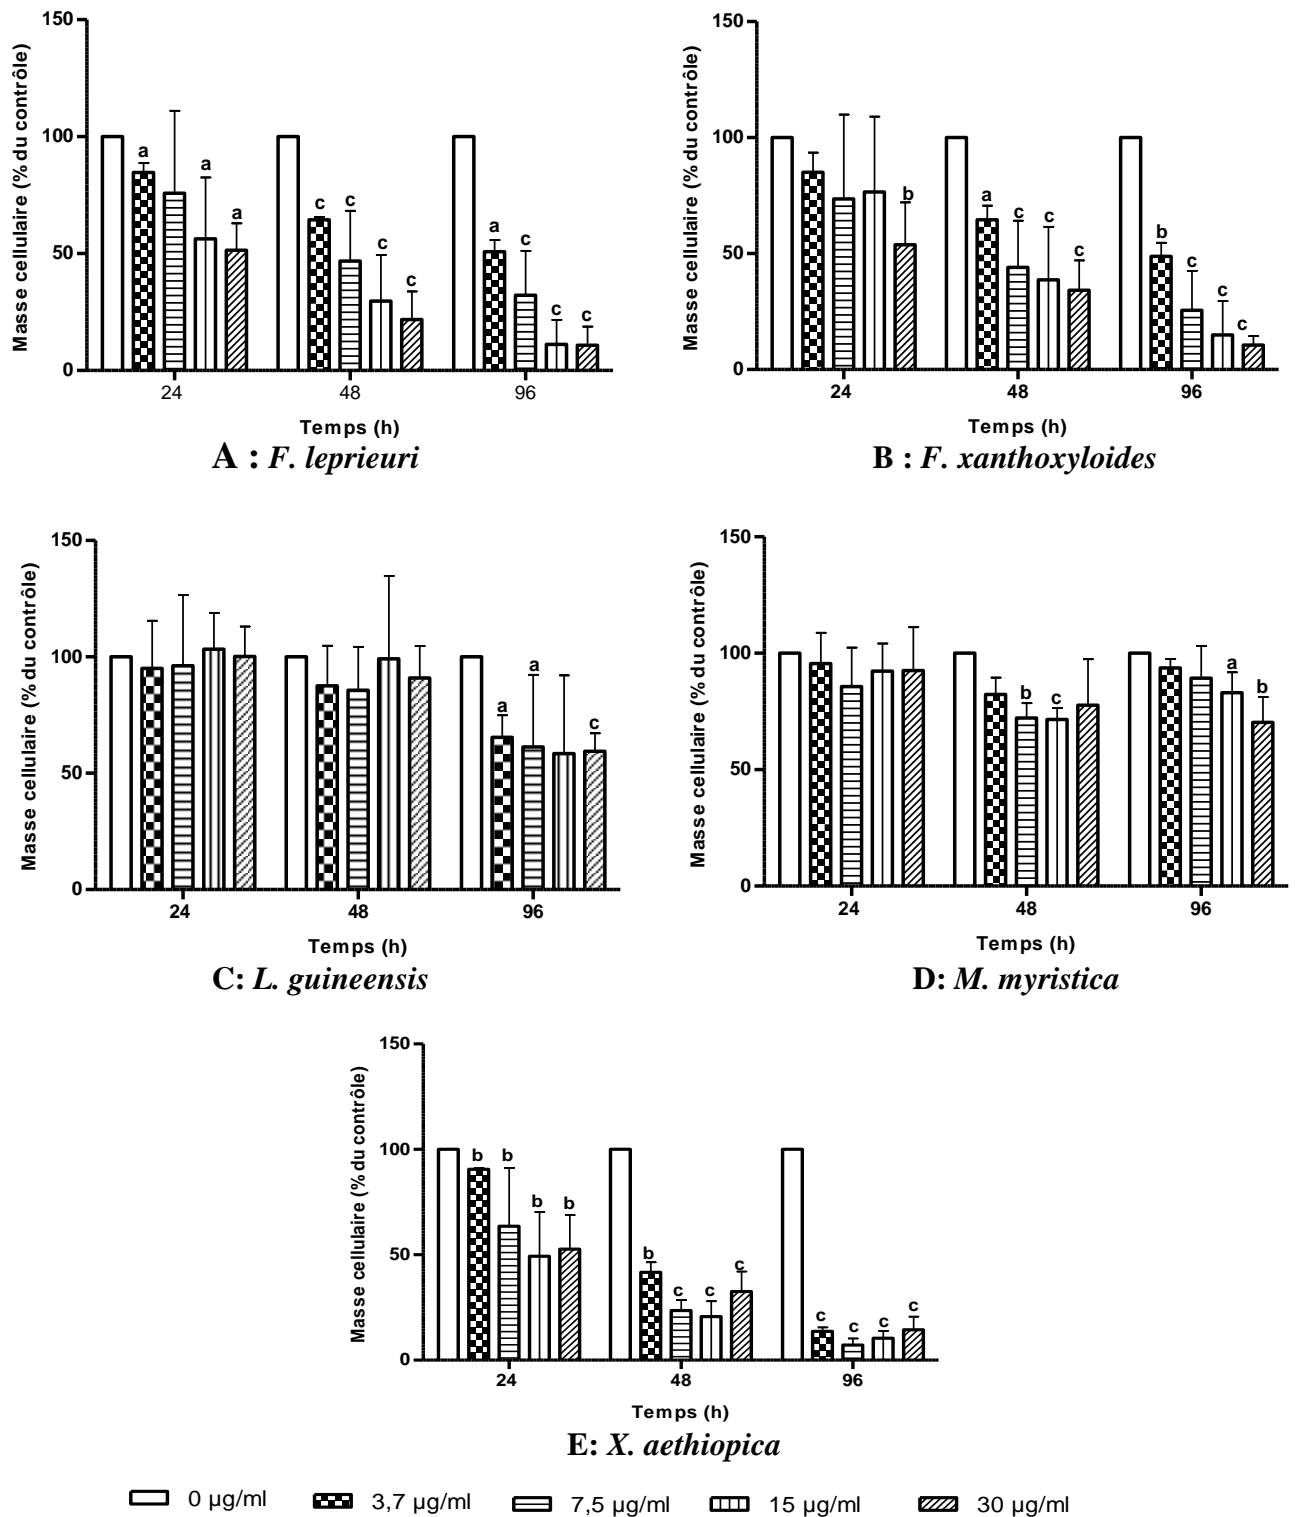 Masse cellulaire (% du contrôle)
150
100
50
0
a
a
a
c
c
c
c
a
c
c
c
24
48
96
Temps (h)
A : F. leprieuri
Masse cellulaire (% du contrôle)
150
100
50
0
b
a
c
c
c
b
c
c
c
24
48
96
Temps (h)
B : F. xanthoxyloides
Masse cellulaire (% du contrôle)
150
100
50
0
a
a
c
24
48
96
Temps (h)
C: L. guineensis
Masse cellulaire (% du contrôle)
150
100
50
0
b
c
a
b
24
48
96
Temps (h)
D: M. myristica
Masse cellulaire (% du contrôle)
150
100
50
0
b
b
b
b
b
c
c
c
c
c
c
c
24
48
96
Temps (h)
E: X. aethiopica
0 µg/ml
3,7 µg/ml
7,5 µg/ml
15 µg/ml
30 µg/ml